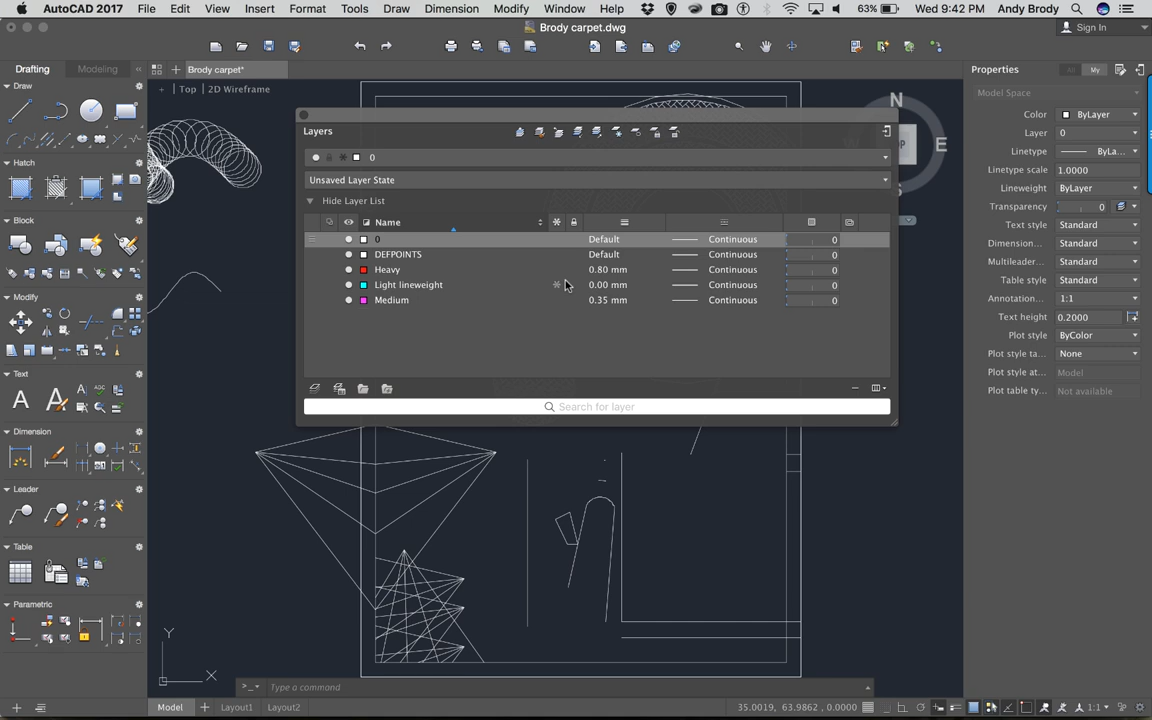 AutoCAD 2017 File Edit View Insert Format Tools Draw Dimension Modify Window Help 63% Wed 9:42 PM Andy Brody
Brody carpet.dwg
Sign In
Drafting Modeling « Brody carpet*
Properties All My
Draw
+ Top 2D Wireframe
Model Space
N
E
S
Color ByLayer
Layer 0
Linetype ByLa...
Linetype scale 1.0000
Lineweight ByLayer
Transparency 0
Text style Standard
Dimension... Standard
Multileader... Standard
Table style Standard
Annotation... 1:1
Text height 0.2000
Plot style ByColor
Plot style ta... None
Plot style at... Model
Plot table ty... Not available
Layers
0
Unsaved Layer State
Hide Layer List
Name
0 Default Continuous 0
DEFPOINTS Default Continuous 0
Heavy 0.80 mm Continuous 0
Light lineweight 0.00 mm Continuous 0
Medium 0.35 mm Continuous 0
Search for layer
Hatch
Block
Modify
Text
A A
Dimension
Leader
Table
Parametric
Y
X
>_ Type a command
Model + Layout1 Layout2 35.0019, 63.9862, 0.0000 1:1